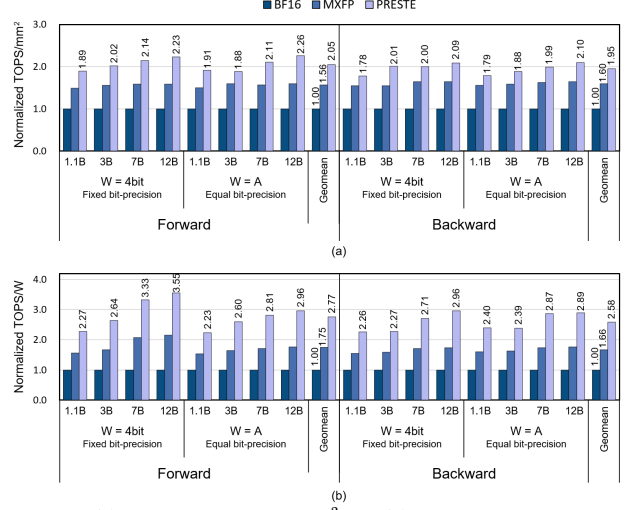 BF16 MXFP PRESTE
Normalized TOPS/mm²
3.0
2.0
1.0
0.0
1.89 2.02 2.14 2.23 1.91 1.88 2.11 2.26 1.00 1.56 2.05 1.78 2.01 2.00 2.09 1.79 1.88 1.99 2.10 1.00 1.60 1.95
1.1B 3B 7B 12B 1.1B 3B 7B 12B Geomean 1.1B 3B 7B 12B 1.1B 3B 7B 12B Geomean
W = 4bit W = A W = 4bit W = A
Fixed bit-precision Equal bit-precision Fixed bit-precision Equal bit-precision
Forward Backward
(a)
Normalized TOPS/W
4.0
3.0
2.0
1.0
0.0
2.27 2.64 3.33 3.55 2.23 2.60 2.81 2.96 1.00 1.75 2.77 2.26 2.27 2.71 2.96 2.40 2.39 2.87 2.89 1.00 1.66 2.58
1.1B 3B 7B 12B 1.1B 3B 7B 12B Geomean 1.1B 3B 7B 12B 1.1B 3B 7B 12B Geomean
W = 4bit W = A W = 4bit W = A
Fixed bit-precision Equal bit-precision Fixed bit-precision Equal bit-precision
Forward Backward
(b)